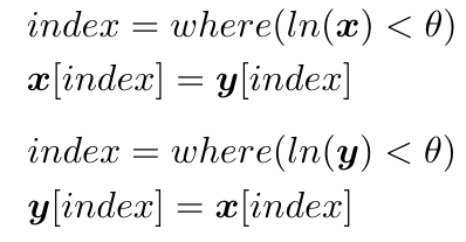 index = where(ln(x) < θ)
x[index] = y[index]
index = where(ln(y) < θ)
y[index] = x[index]